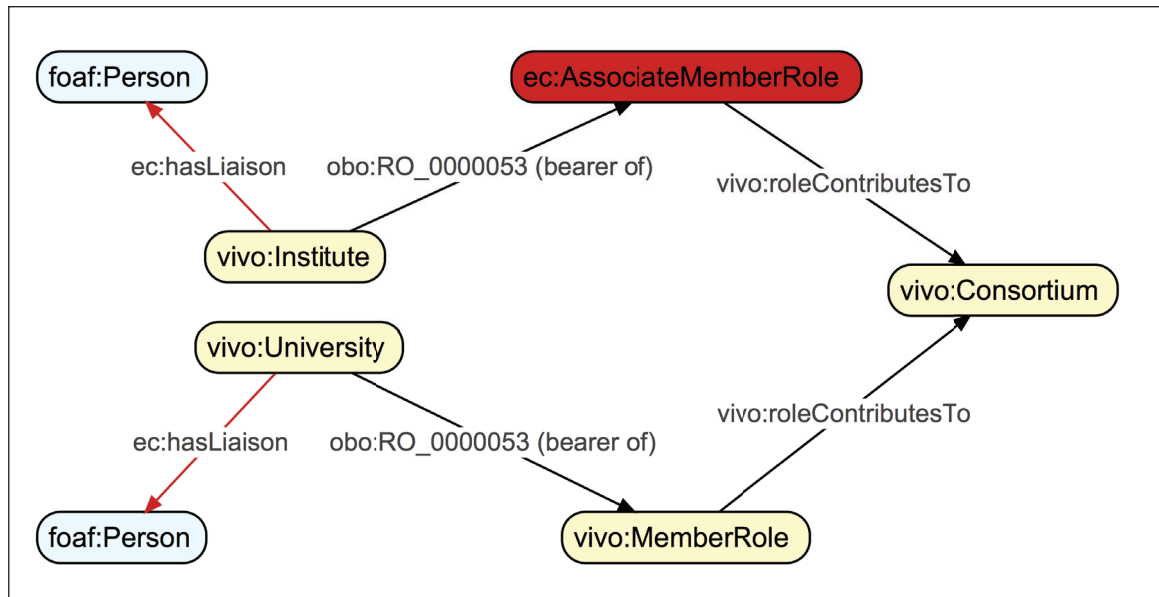 foaf:Person
ec:AssociateMemberRole
ec:hasLiaison
obo:RO_0000053 (bearer of)
vivo:roleContributesTo
vivo:Institute
vivo:Consortium
vivo:University
vivo:roleContributesTo
ec:hasLiaison
obo:RO_0000053 (bearer of)
foaf:Person
vivo:MemberRole